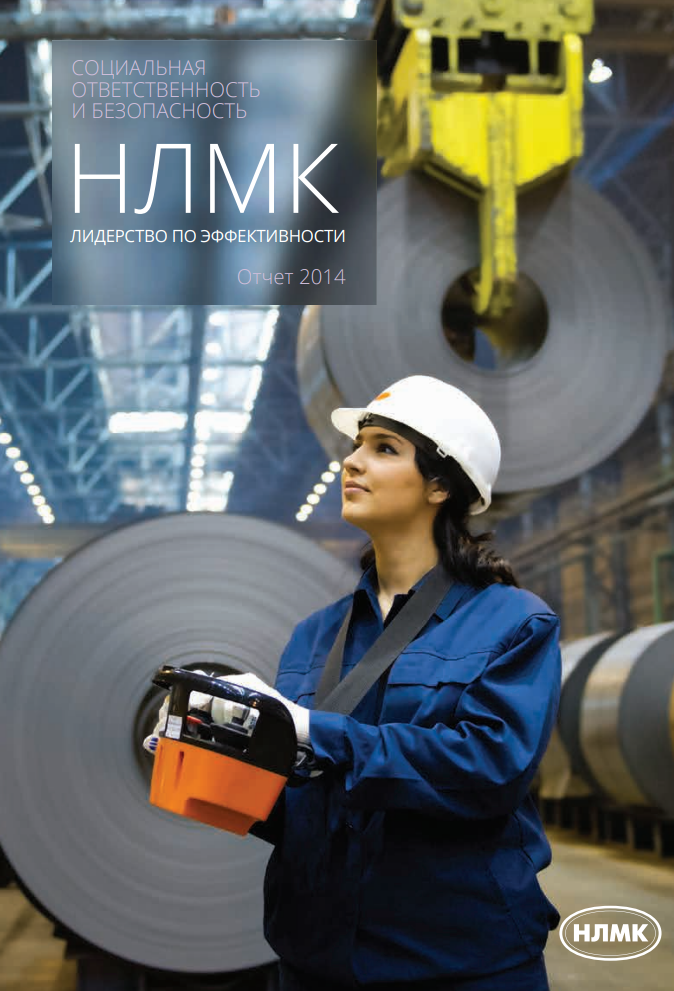 СОЦИАЛЬНАЯ
ОТВЕТСТВЕННОСТЬ
И БЕЗОПАСНОСТЬ
НЛМК
ЛИДЕРСТВО ПО ЭФФЕКТИВНОСТИ
Отчет 2014
НЛМК